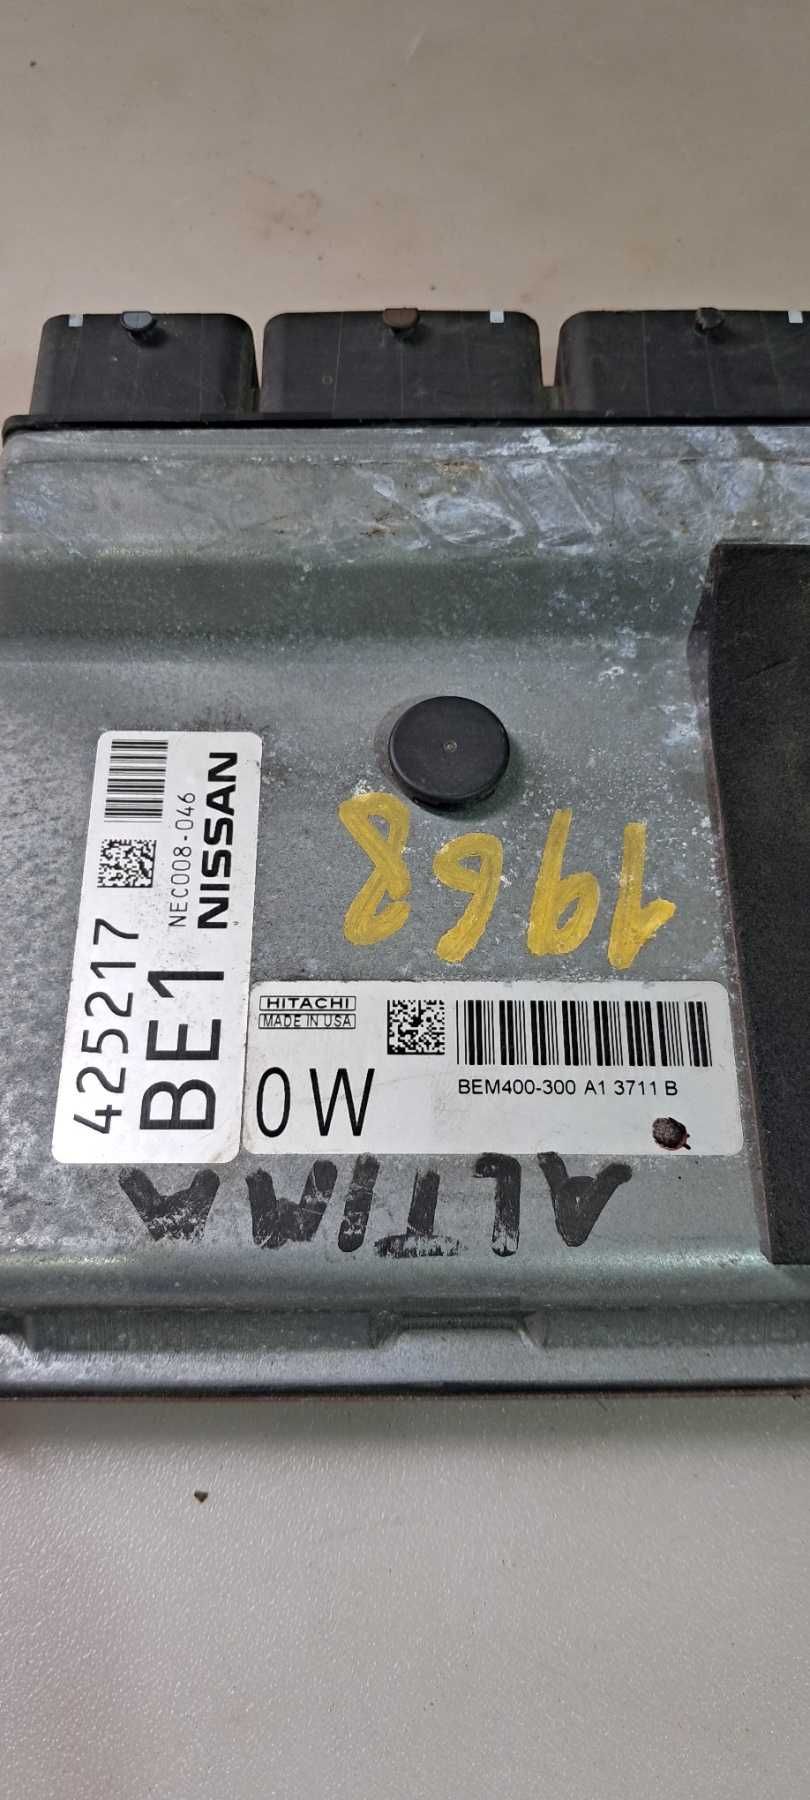 425217
BE1
NEC008-046
NISSAN
1968
HITACHI
MADE IN USA
0W
BEM400-300 A1 3711 B
ALTIMA